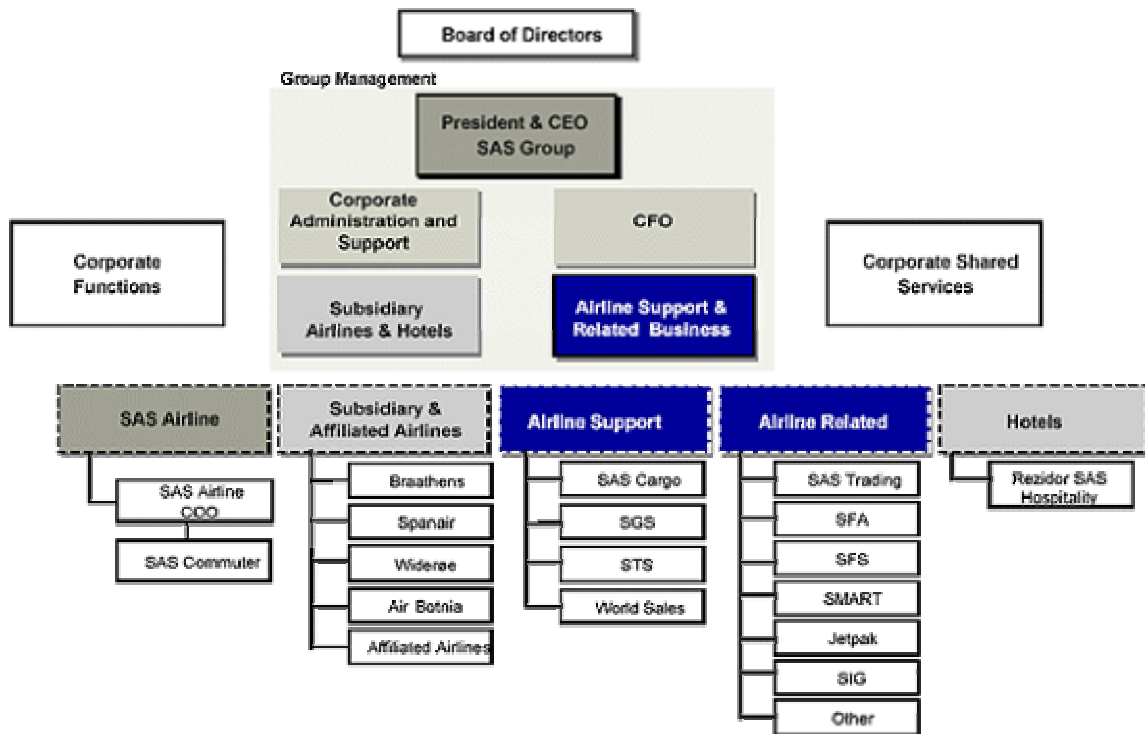 Board of Directors
Group Management
President & CEO
SAS Group
Corporate
Administration and
Support
CFO
Corporate
Functions
Corporate Shared
Services
Subsidiary
Airlines & Hotels
Airline Support &
Related Business
SAS Airline
Subsidiary &
Affiliated Airlines
Airline Support
Airline Related
Hotels
SAS Airline
COO
SAS Commuter
Braathens
Spanair
Widerøe
Air Botnia
Affiliated Airlines
SAS Cargo
SGS
STS
World Sales
SAS Trading
SFA
SFS
SMART
Jetpak
SIG
Other
Rezidor SAS
Hospitality